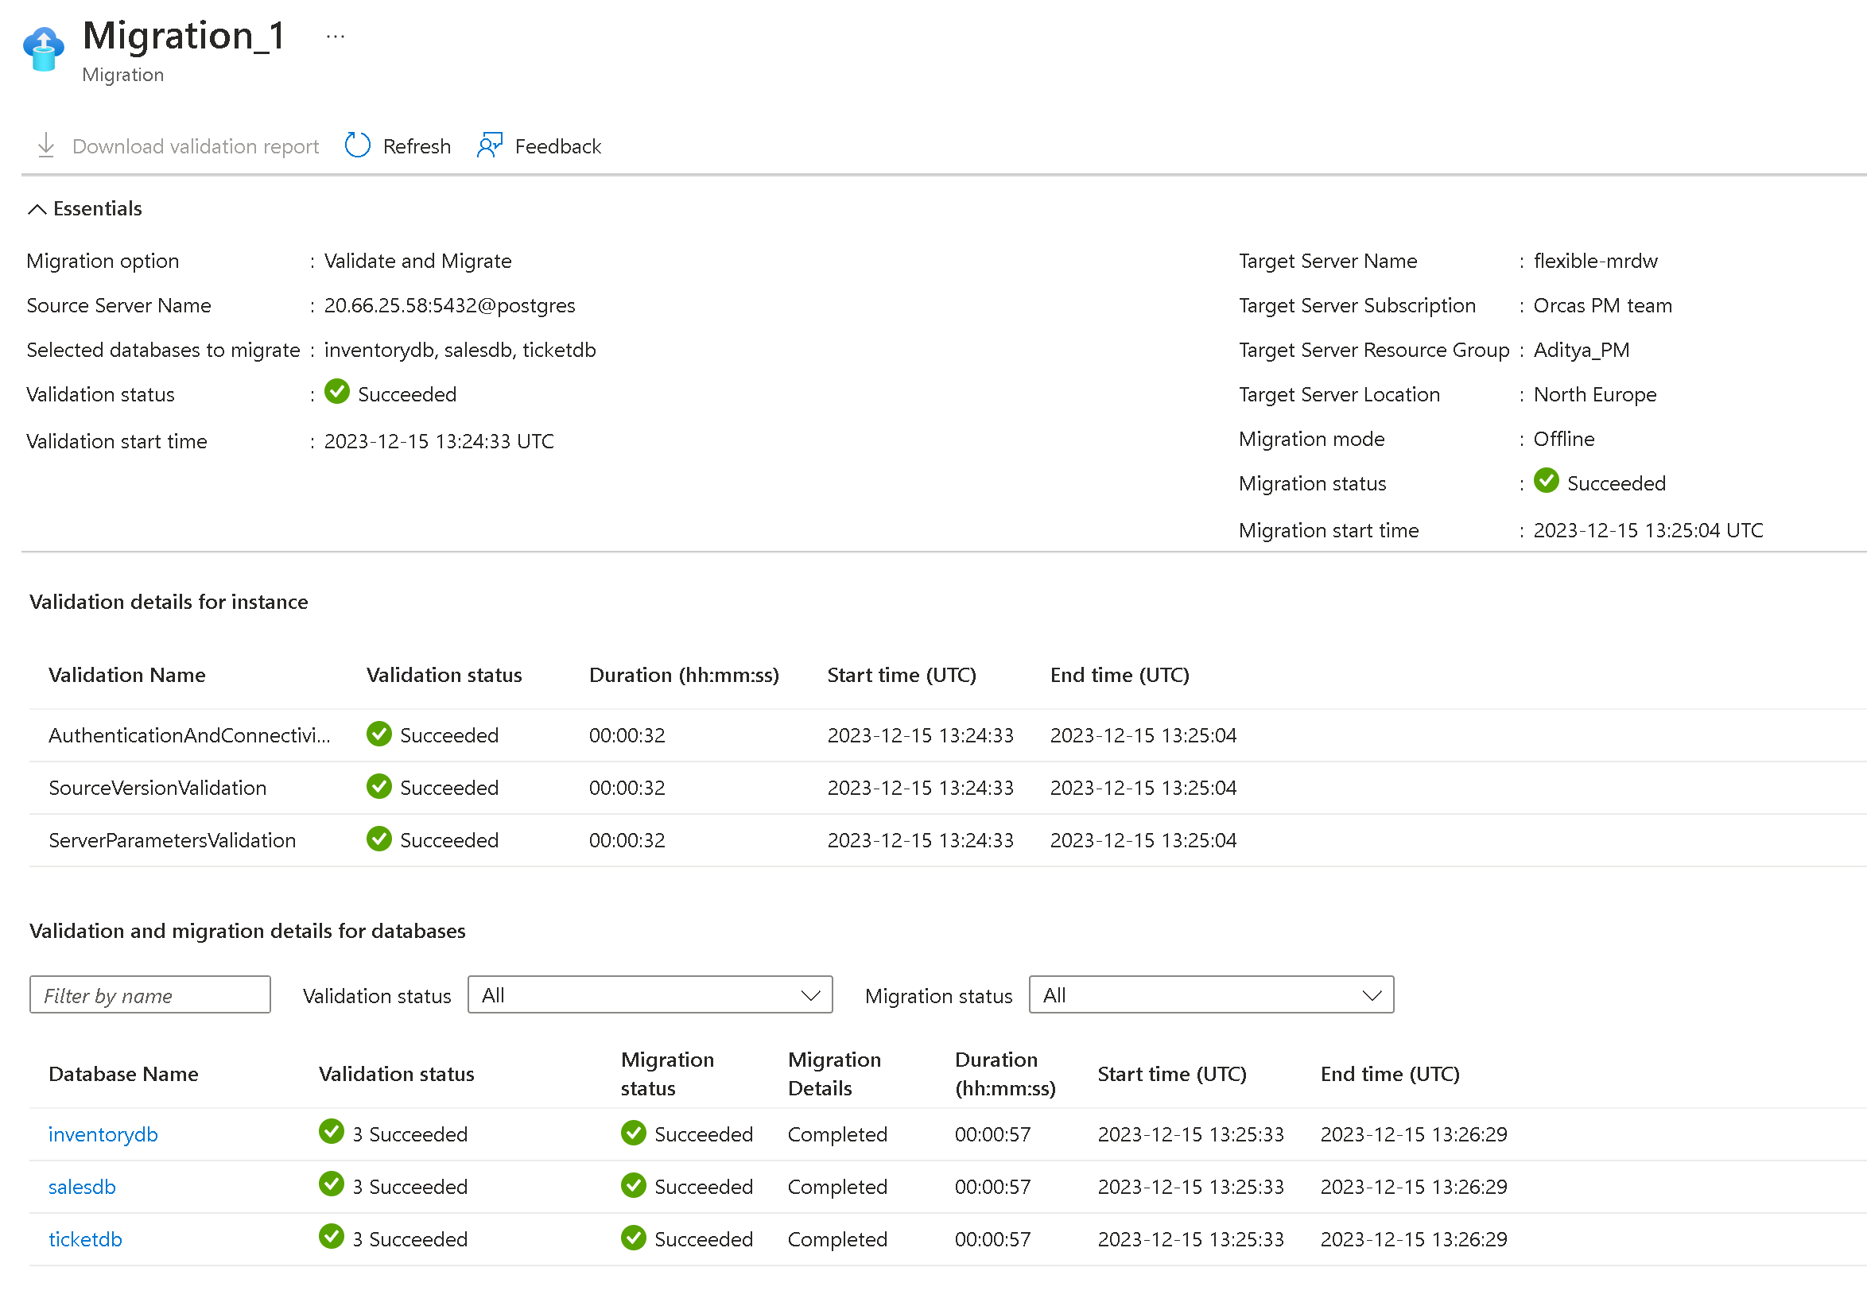 Migration_1 ...
Migration
Download validation report Refresh Feedback
Essentials
Migration option : Validate and Migrate
Source Server Name : 20.66.25.58:5432@postgres
Selected databases to migrate : inventorydb, salesdb, ticketdb
Validation status : Succeeded
Validation start time : 2023-12-15 13:24:33 UTC
Target Server Name : flexible-mrdw
Target Server Subscription : Orcas PM team
Target Server Resource Group : Aditya_PM
Target Server Location : North Europe
Migration mode : Offline
Migration status : Succeeded
Migration start time : 2023-12-15 13:25:04 UTC
Validation details for instance
Validation Name Validation status Duration (hh:mm:ss) Start time (UTC) End time (UTC)
AuthenticationAndConnectivi... Succeeded 00:00:32 2023-12-15 13:24:33 2023-12-15 13:25:04
SourceVersionValidation Succeeded 00:00:32 2023-12-15 13:24:33 2023-12-15 13:25:04
ServerParametersValidation Succeeded 00:00:32 2023-12-15 13:24:33 2023-12-15 13:25:04
Validation and migration details for databases
Filter by name Validation status All Migration status All
Database Name Validation status Migration status Migration Details Duration (hh:mm:ss) Start time (UTC) End time (UTC)
inventorydb 3 Succeeded Succeeded Completed 00:00:57 2023-12-15 13:25:33 2023-12-15 13:26:29
salesdb 3 Succeeded Succeeded Completed 00:00:57 2023-12-15 13:25:33 2023-12-15 13:26:29
ticketdb 3 Succeeded Succeeded Completed 00:00:57 2023-12-15 13:25:33 2023-12-15 13:26:29